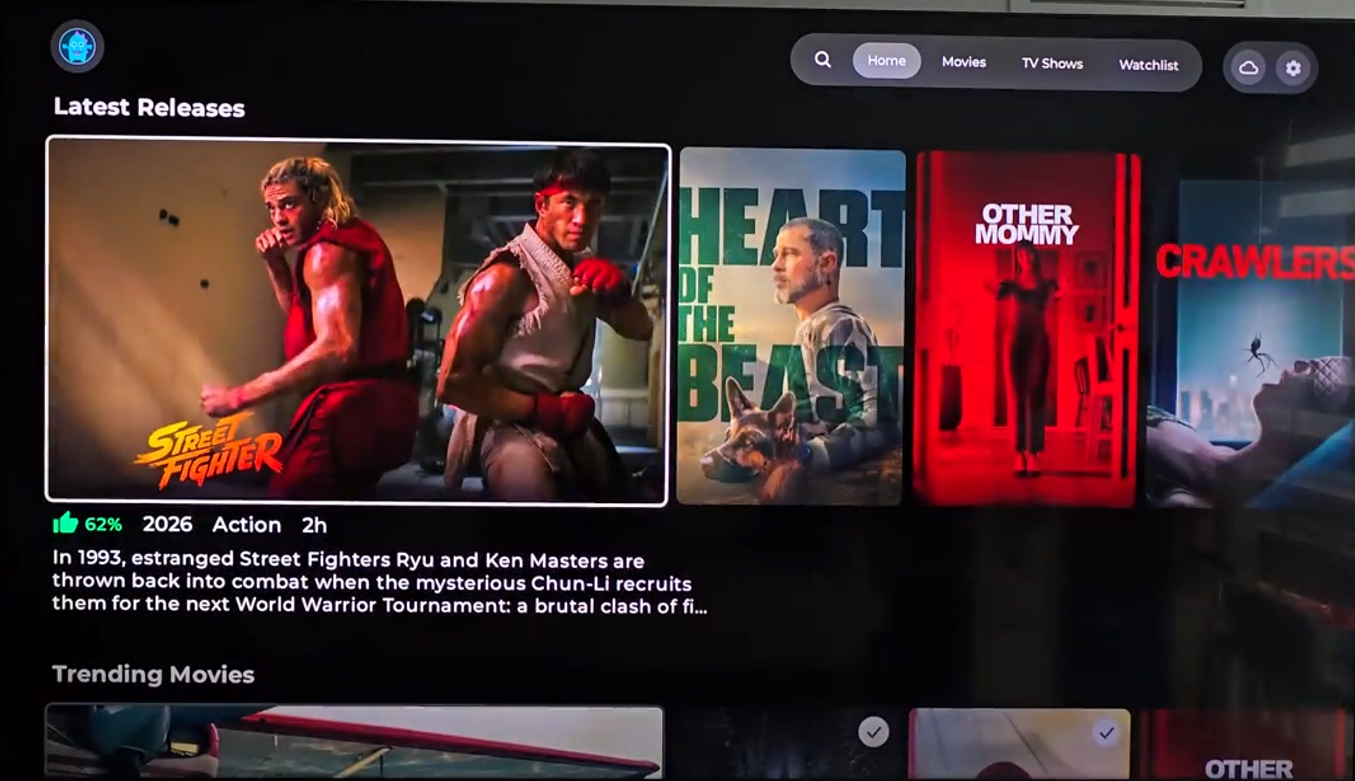 Home
Movies
TV Shows
Watchlist
Latest Releases
STREET
FIGHTER
HEART
OF
THE
BEAST
OTHER
MOMMY
CRAWLERS
62% 2026 Action 2h
In 1993, estranged Street Fighters Ryu and Ken Masters are
thrown back into combat when the mysterious Chun-Li recruits
them for the next World Warrior Tournament: a brutal clash of fi...
Trending Movies
OTHER